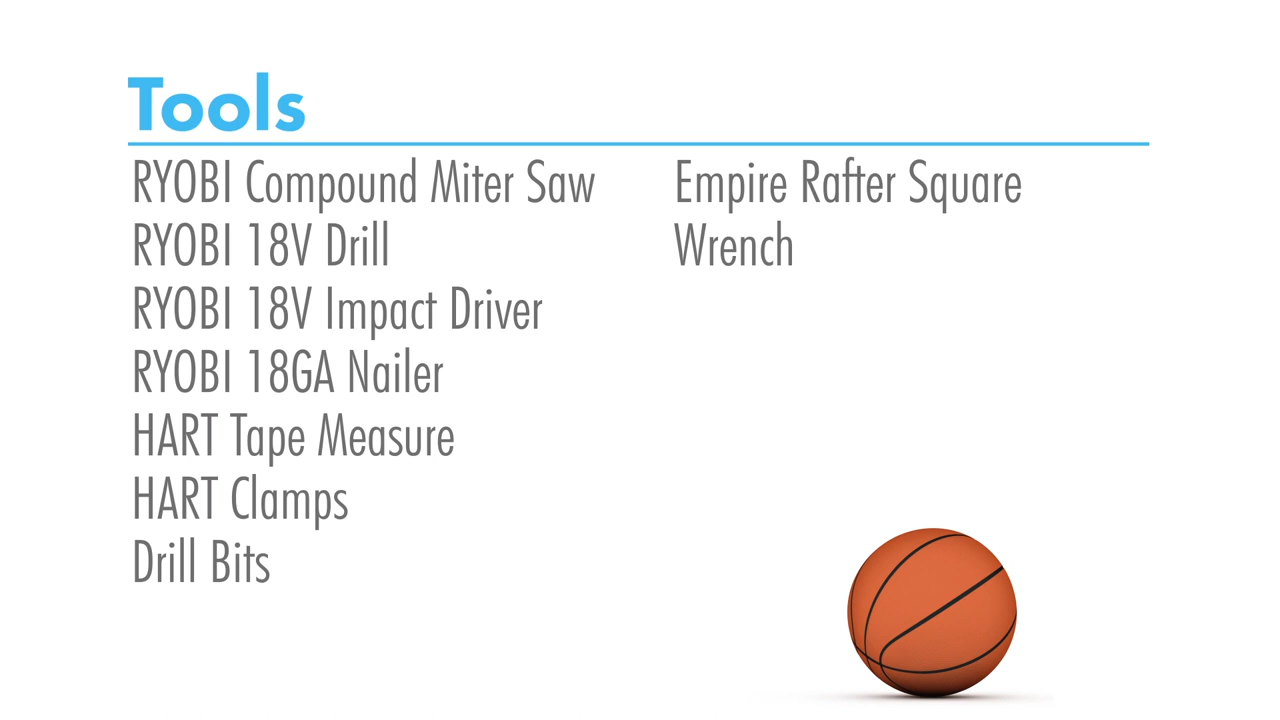 Tools
RYOBI Compound Miter Saw
RYOBI 18V Drill
RYOBI 18V Impact Driver
RYOBI 18GA Nailer
HART Tape Measure
HART Clamps
Drill Bits
Empire Rafter Square
Wrench